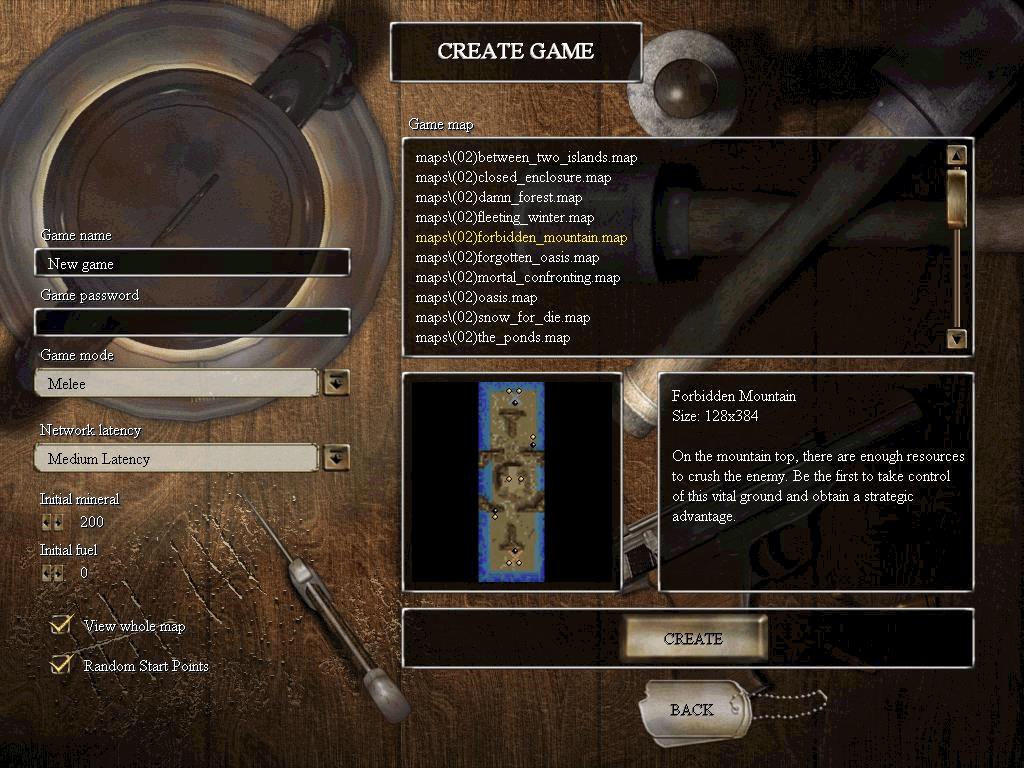 CREATE GAME
Game map
maps\(02)between_two_islands.map
maps\(02)closed_enclosure.map
maps\(02)damn_forest.map
maps\(02)fleeting_winter.map
maps\(02)forbidden_mountain.map
maps\(02)forgotten_oasis.map
maps\(02)mortal_confronting.map
maps\(02)oasis.map
maps\(02)snow_for_die.map
maps\(02)the_ponds.map
Game name
New game
Game password
Game mode
Melee
Network latency
Medium Latency
Initial mineral
200
Initial fuel
0
View whole map
Random Start Points
Forbidden Mountain
Size: 128x384
On the mountain top, there are enough resources
to crush the enemy. Be the first to take control
of this vital ground and obtain a strategic
advantage.
CREATE
BACK